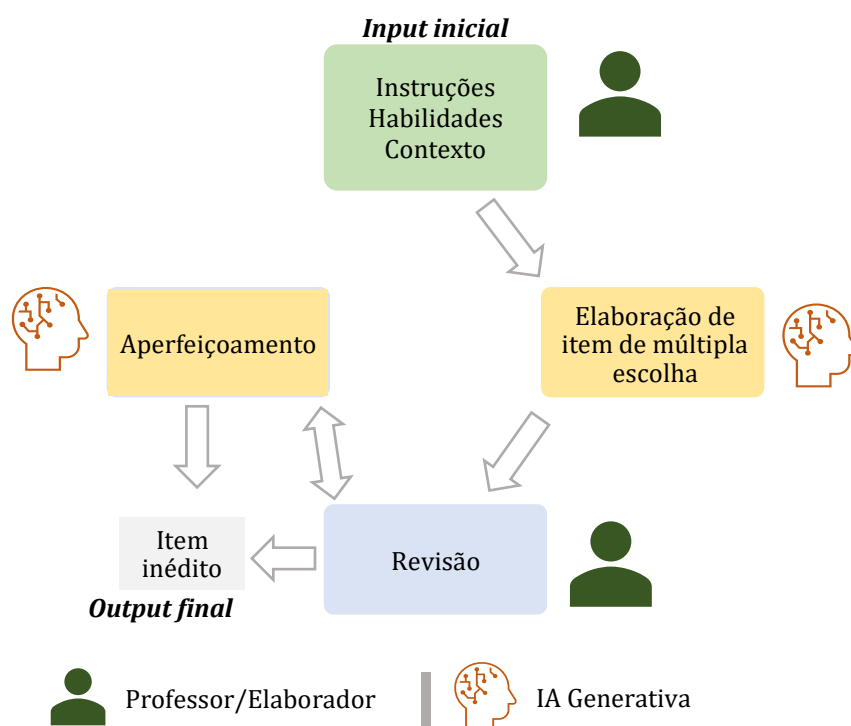 Input inicial
Instruções
Habilidades
Contexto
Aperfeiçoamento
Elaboração de
item de múltipla
escolha
Item
inédito
Revisão
Output final
Professor/Elaborador
IA Generativa